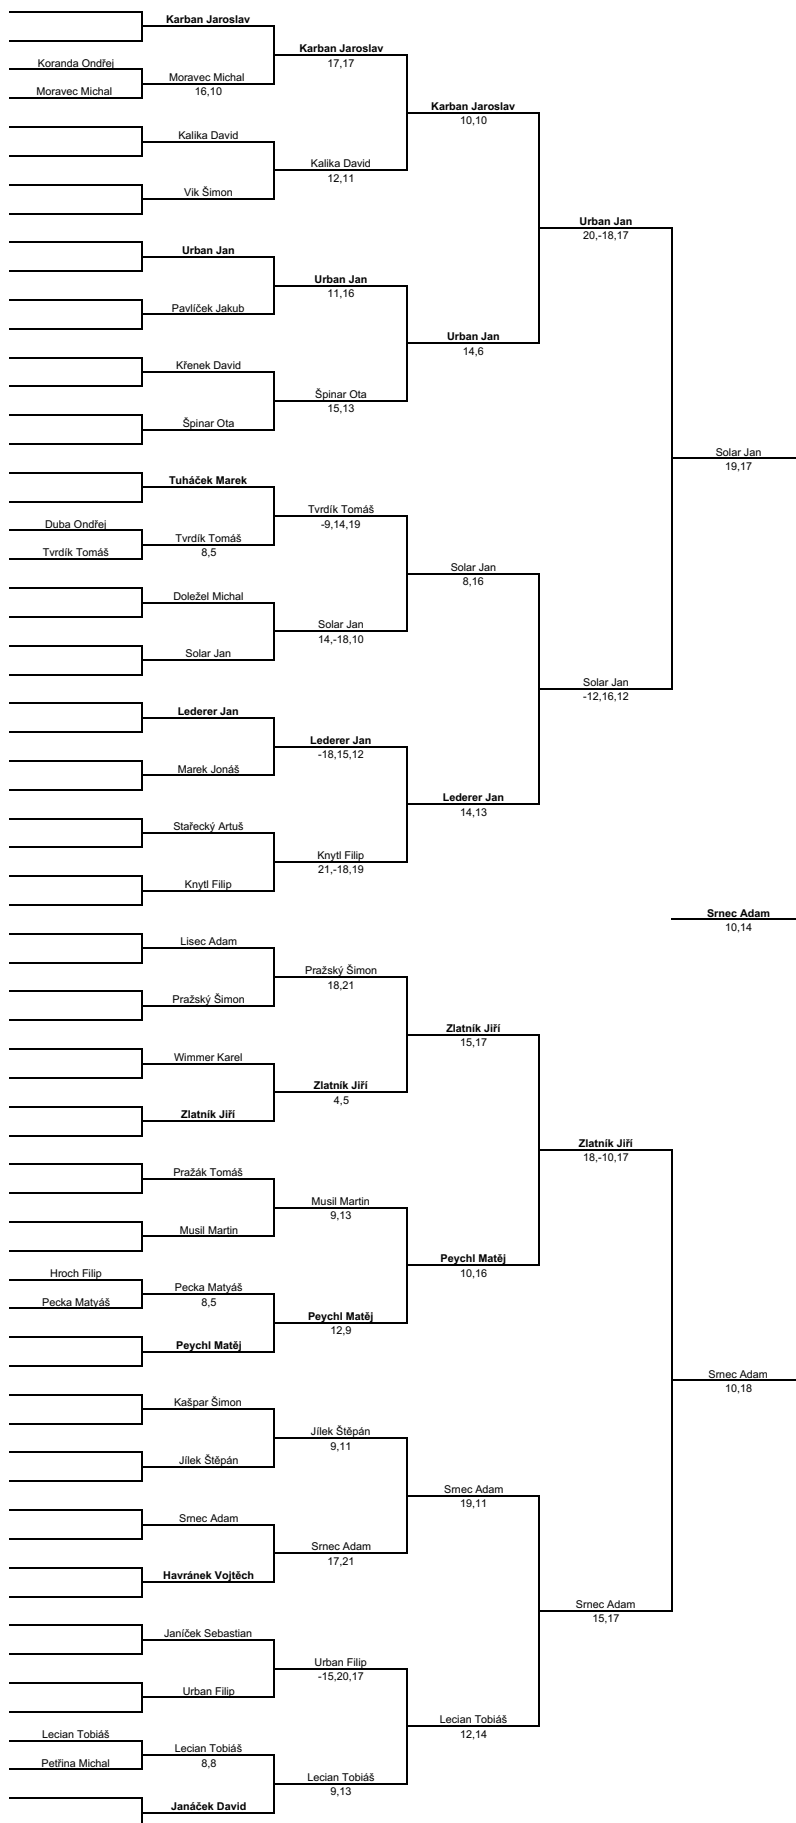 Karban Jaroslav
Karban Jaroslav
Koranda Ondřej
17,17
Moravec Michal
Moravec Michal
16,10
Karban Jaroslav
10,10
Kalika David
Kalika David
12,11
Vik Šimon
Urban Jan
20,-18,17
Urban Jan
Urban Jan
11,16
Pavlíček Jakub
Urban Jan
14,6
Křenek David
Špinar Ota
15,13
Špinar Ota
Solar Jan
19,17
Tuháček Marek
Tvrdík Tomáš
-9,14,19
Duba Ondřej
Tvrdík Tomáš
Tvrdík Tomáš
8,5
Solar Jan
8,16
Doležel Michal
Solar Jan
14,-18,10
Solar Jan
Solar Jan
-12,16,12
Lederer Jan
Lederer Jan
-18,15,12
Marek Jonáš
Lederer Jan
14,13
Stařecký Artuš
Knytl Filip
21,-18,19
Knytl Filip
Srnec Adam
10,14
Lisec Adam
Pražský Šimon
18,21
Pražský Šimon
Zlatník Jiří
15,17
Wimmer Karel
Zlatník Jiří
4,5
Zlatník Jiří
Zlatník Jiří
18,-10,17
Pražák Tomáš
Musil Martin
9,13
Musil Martin
Peychl Matěj
10,16
Hroch Filip
Pecka Matyáš
Pecka Matyáš
8,5
Peychl Matěj
12,9
Peychl Matěj
Srnec Adam
10,18
Kašpar Šimon
Jílek Štěpán
9,11
Jílek Štěpán
Srnec Adam
19,11
Srnec Adam
Srnec Adam
17,21
Havránek Vojtěch
Srnec Adam
15,17
Janíček Sebastian
Urban Filip
-15,20,17
Urban Filip
Lecian Tobiáš
12,14
Lecian Tobiáš
Lecian Tobiáš
Petřina Michal
8,8
Lecian Tobiáš
9,13
Janáček David